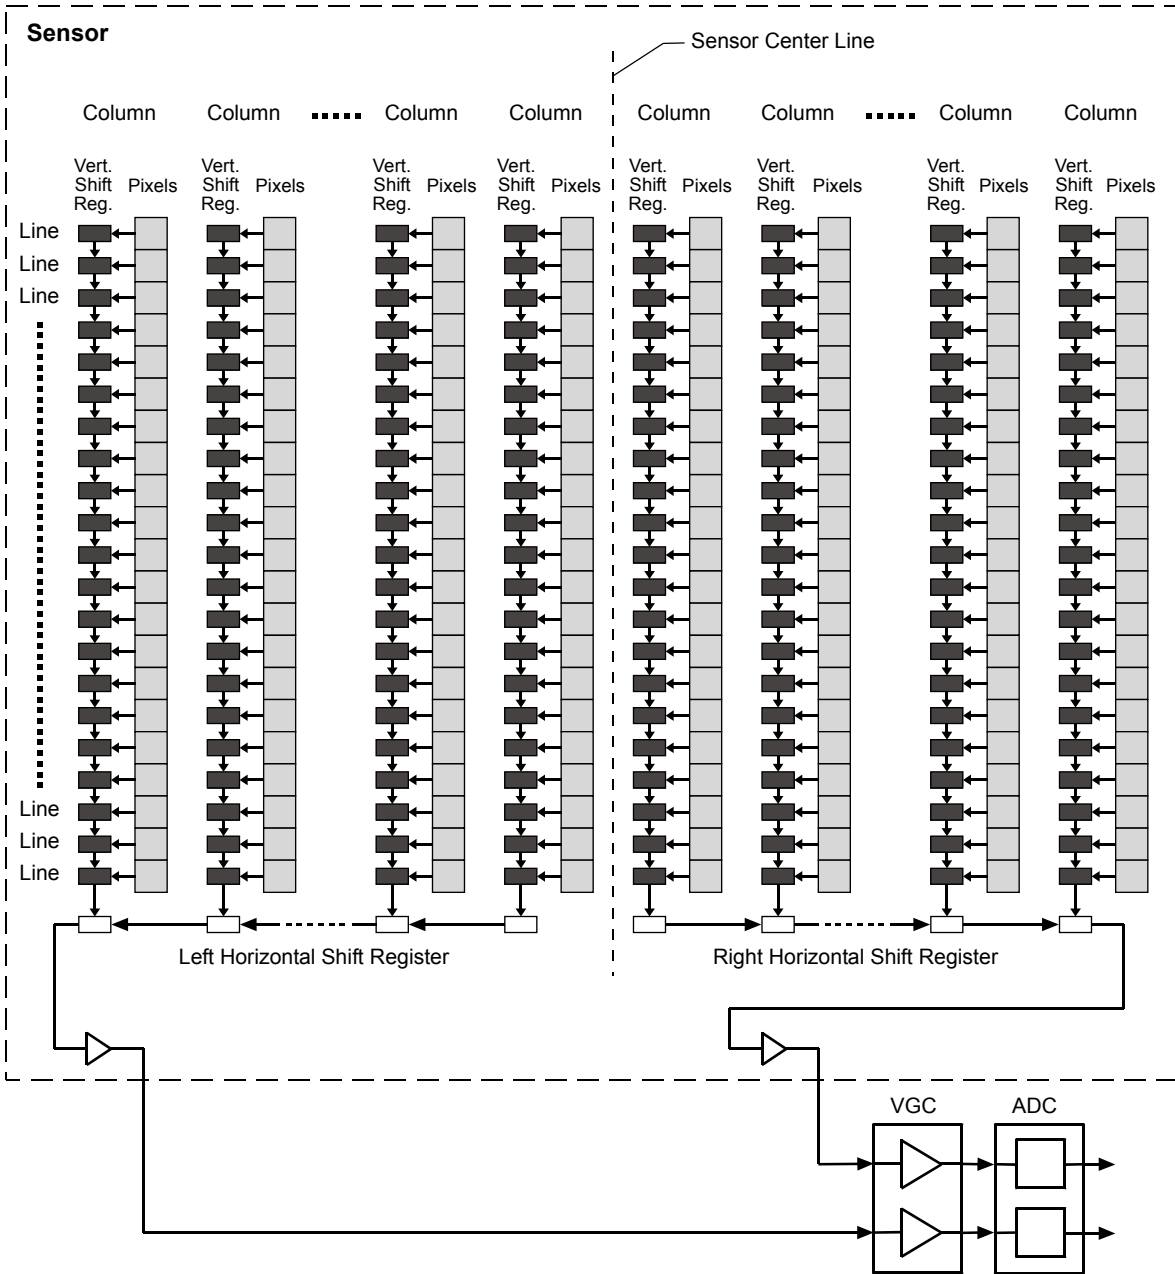 Sensor
Sensor Center Line
Column Column Column Column Column Column Column Column
Vert. Shift Reg. Pixels Vert. Shift Reg. Pixels Vert. Shift Reg. Pixels Vert. Shift Reg. Pixels Vert. Shift Reg. Pixels Vert. Shift Reg. Pixels Vert. Shift Reg. Pixels Vert. Shift Reg. Pixels
Line
Line
Line
Line
Line
Line
Left Horizontal Shift Register Right Horizontal Shift Register
VGC ADC